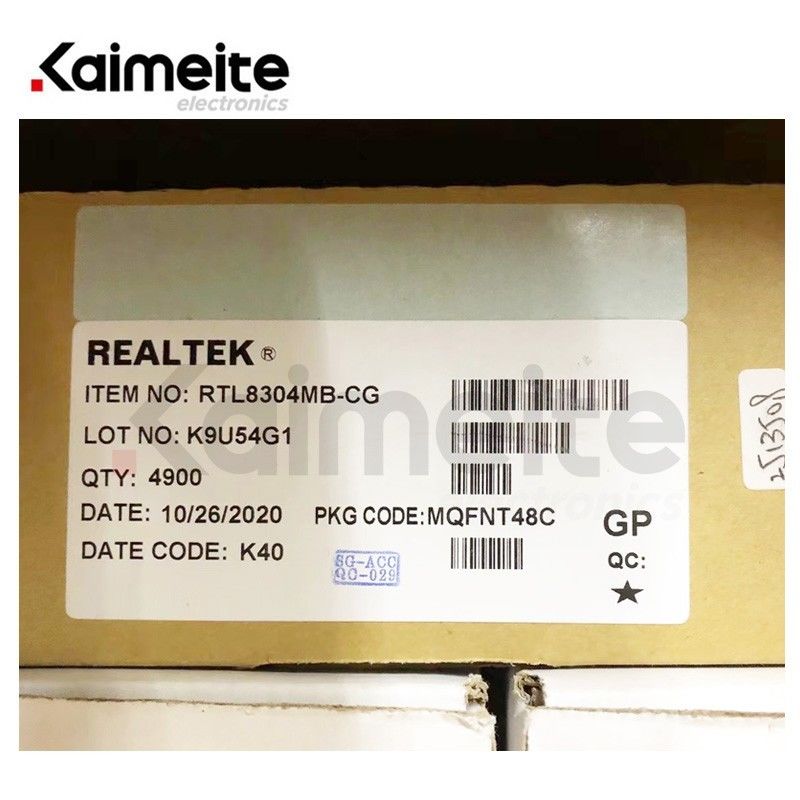 Kaimeite
electronics
REALTEK ®
ITEM NO: RTL8304MB-CG
LOT NO: K9U54G1
QTY: 4900
DATE: 10/26/2020 PKG CODE:MQFNT48C
DATE CODE: K40
SG-ACC
QC-029
GP
QC:
★
Kaimeite
electronics